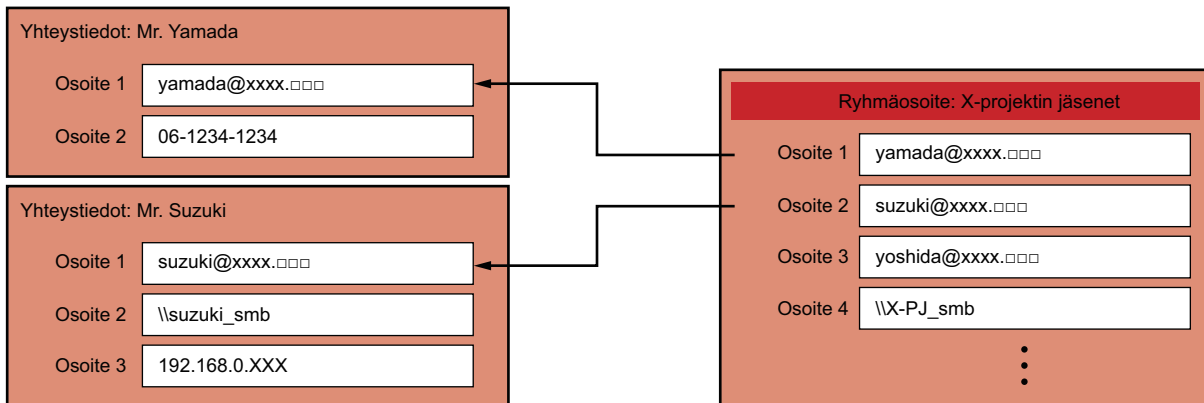 Yhteystiedot: Mr. Yamada
Osoite 1 yamada@xxxx.□□□
Osoite 2 06-1234-1234
Yhteystiedot: Mr. Suzuki
Osoite 1 suzuki@xxxx.□□□
Osoite 2 \\suzuki_smb
Osoite 3 192.168.0.XXX
Ryhmäosoite: X-projektin jäsenet
Osoite 1 yamada@xxxx.□□□
Osoite 2 suzuki@xxxx.□□□
Osoite 3 yoshida@xxxx.□□□
Osoite 4 \\X-PJ_smb